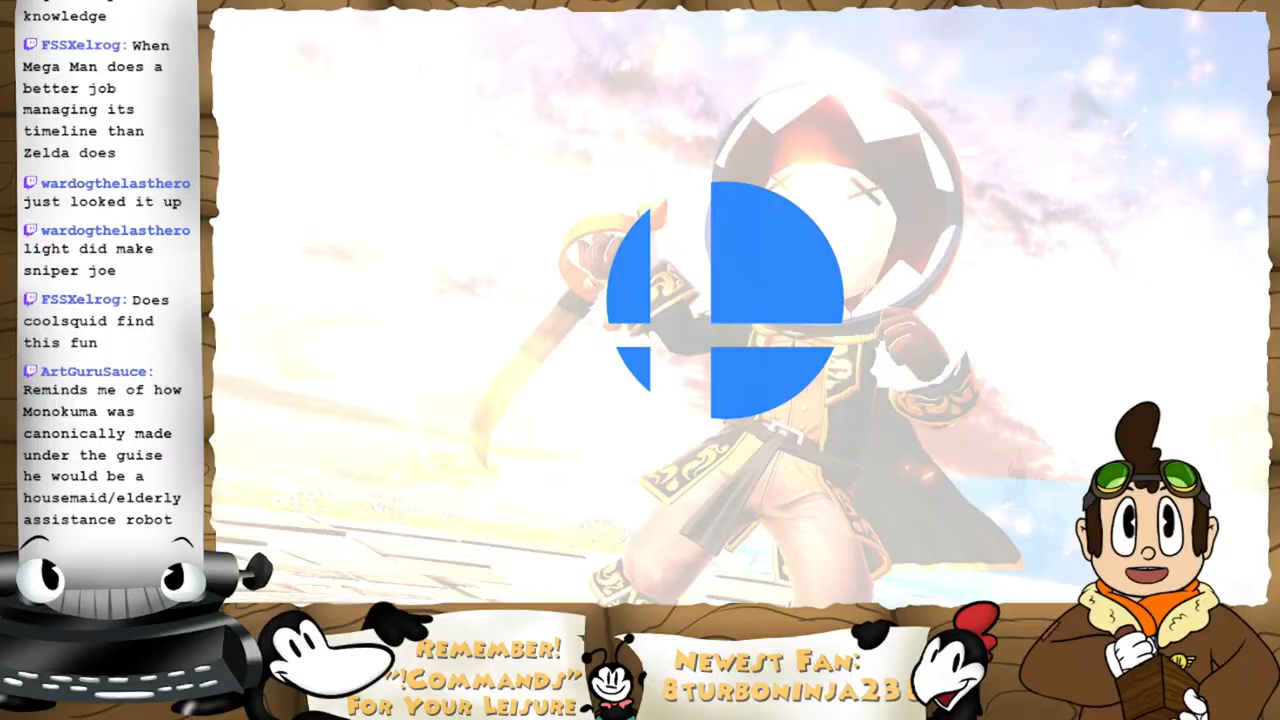 knowledge
FSSXelrog: When
Mega Man does a
better job
managing its
timeline than
Zelda does
wardogthelasthero
just looked it up
wardogthelasthero
light did make
sniper joe
FSSXelrog: Does
coolsquid find
this fun
ArtGuruSauce:
Reminds me of how
Monokuma was
canonically made
under the guise
he would be a
housemaid/elderly
assistance robot
Remember!
"!Commands"
For Your Leisure
Newest Fan:
8turboninja23